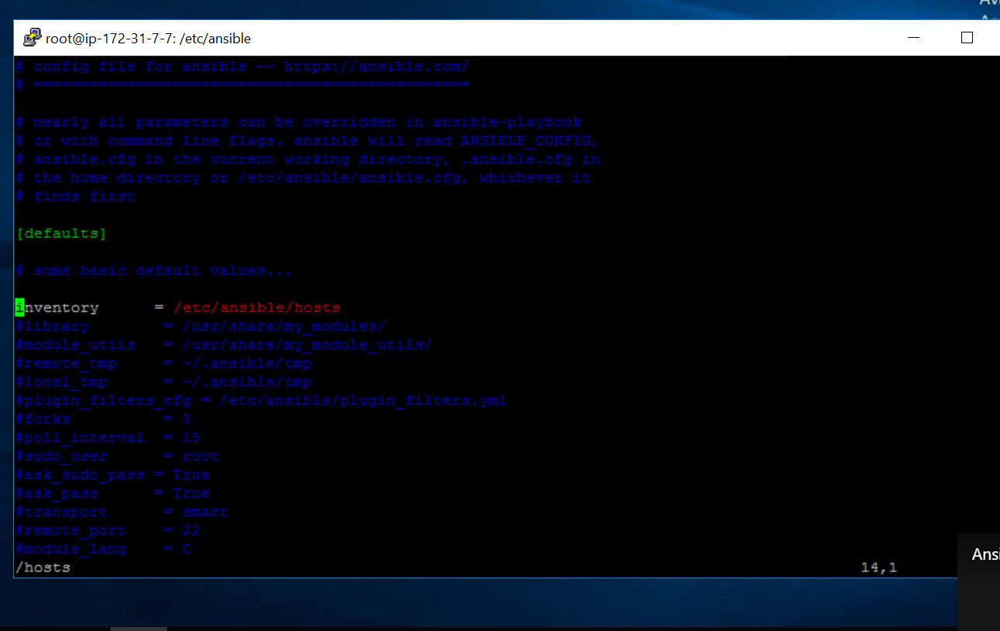 root@ip-172-31-7-7: /etc/ansible
# config file for ansible -- https://ansible.com/
# ===============================================
# nearly all parameters can be overridden in ansible-playbook
# or with command line flags. ansible will read ANSIBLE_CONFIG,
# ansible.cfg in the current working directory, .ansible.cfg in
# the home directory or /etc/ansible/ansible.cfg, whichever it
# finds first
[defaults]
# some basic default values...
inventory      = /etc/ansible/hosts
#library        = /usr/share/my_modules/
#module_utils   = /usr/share/my_module_utils/
#remote_tmp     = ~/.ansible/tmp
#local_tmp      = ~/.ansible/tmp
#plugin_filters_cfg = /etc/ansible/plugin_filters.yml
#forks          = 5
#poll_interval  = 15
#sudo_user      = root
#ask_sudo_pass = True
#ask_pass      = True
#transport      = smart
#remote_port    = 22
#module_lang    = C
/hosts 14,1
Ansi